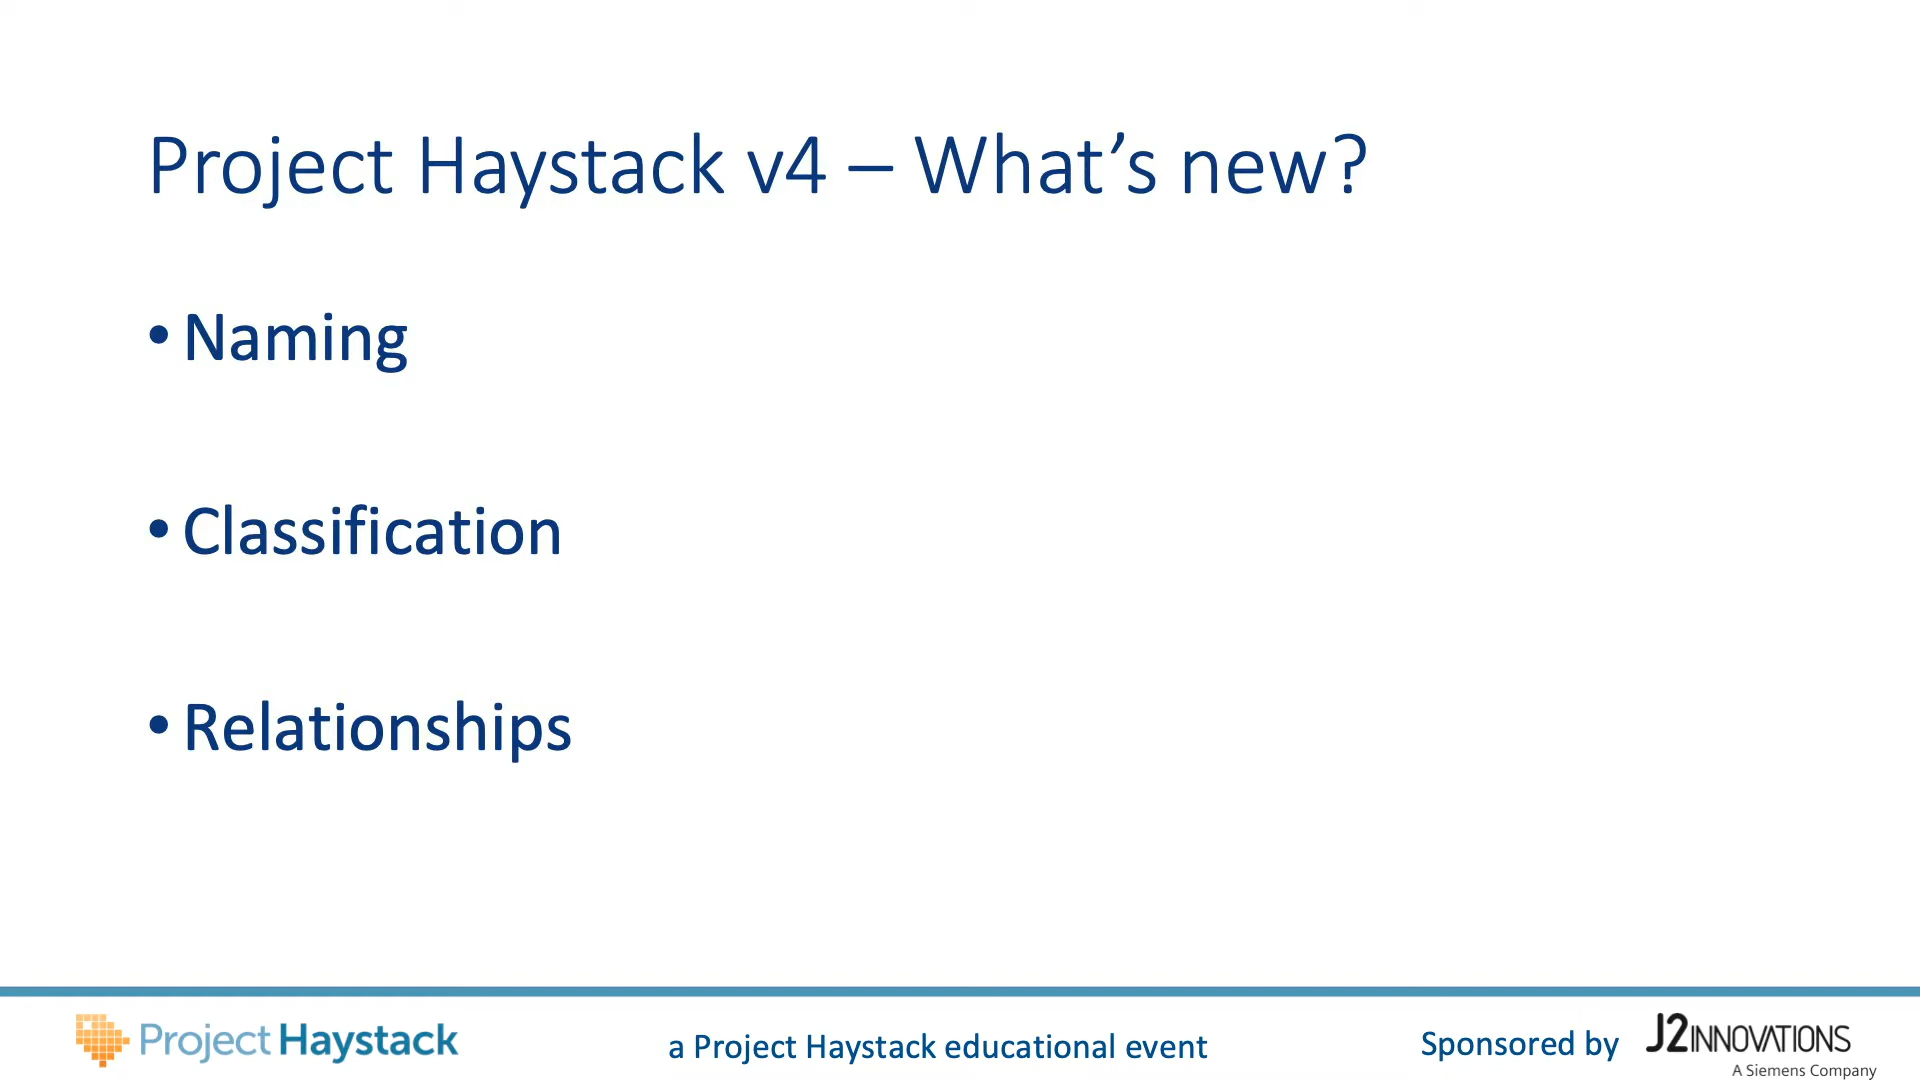 Project Haystack v4 – What’s new?
• Naming
• Classification
• Relationships
Project Haystack
a Project Haystack educational event
Sponsored by
J2INNOVATIONS
A Siemens Company